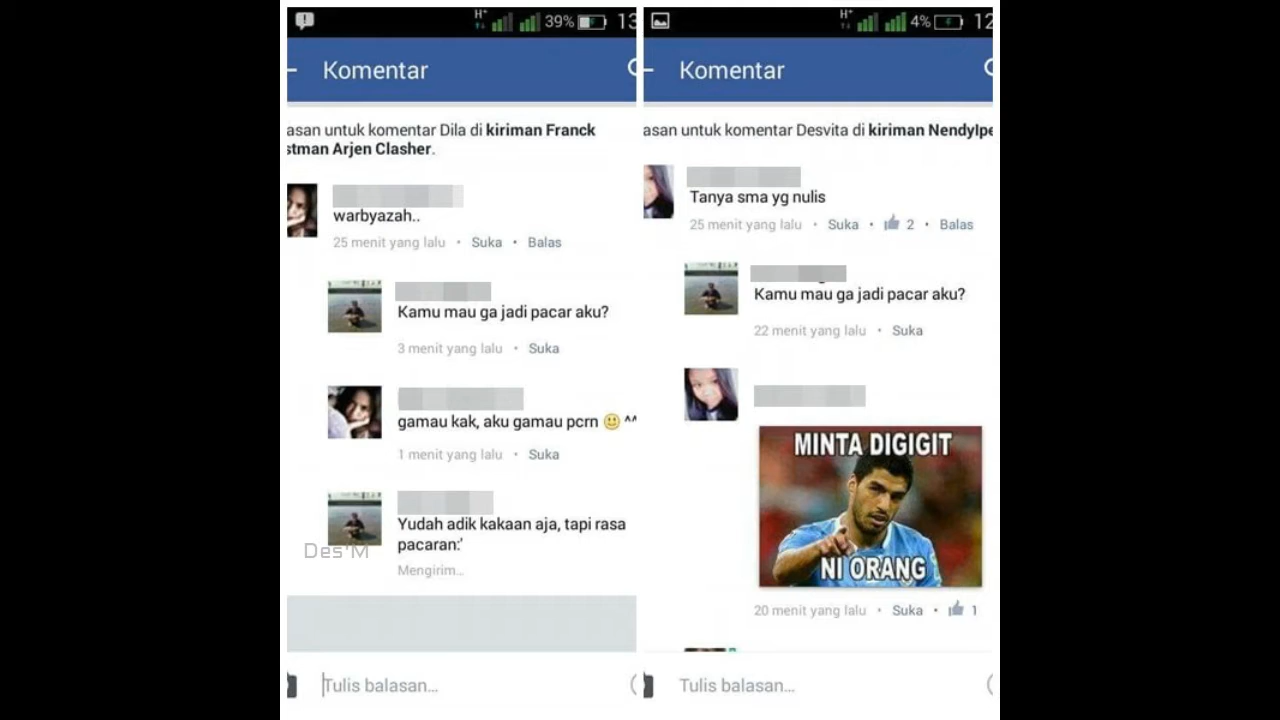 H+ 39% 13
Komentar
asan untuk komentar Dila di kiriman Franck
stman Arjen Clasher.
warbyazah..
25 menit yang lalu • Suka • Balas
Kamu mau ga jadi pacar aku?
3 menit yang lalu • Suka
gamau kak, aku gamau pcrn 🙂 ^^
1 menit yang lalu • Suka
Yudah adik kakaan aja, tapi rasa
pacaran:'
Des'M
Mengirim...
Tulis balasan...
H+ 4% 12
Komentar
asan untuk komentar Desvita di kiriman NendyIpe
Tanya sma yg nulis
25 menit yang lalu • Suka • 2 • Balas
Kamu mau ga jadi pacar aku?
22 menit yang lalu • Suka
MINTA DIGIGIT
NI ORANG
20 menit yang lalu • Suka • 1
Tulis balasan...